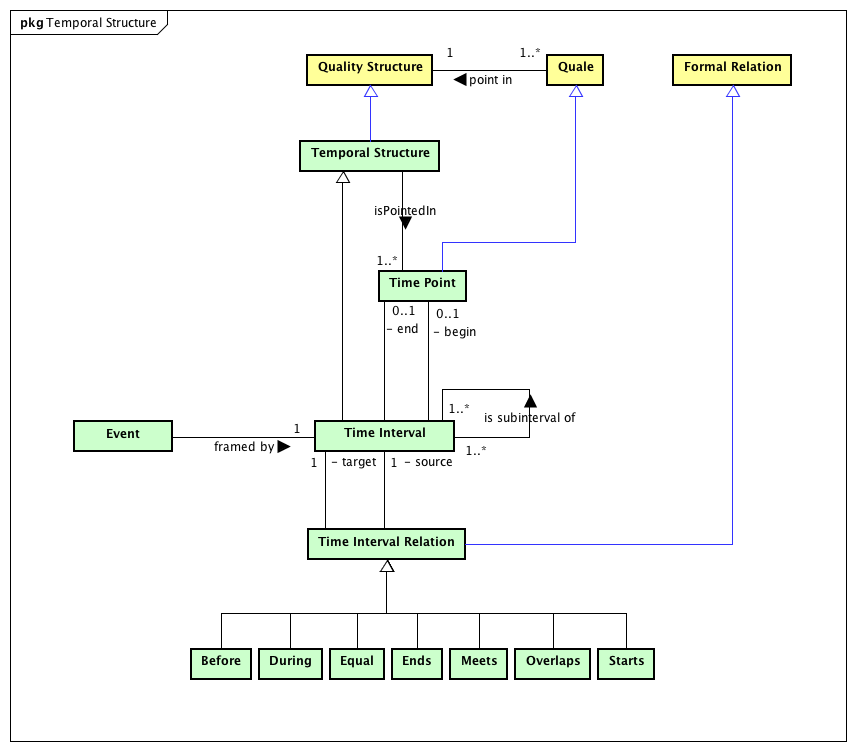 pkg Temporal Structure
Quality Structure
1
1..*
point in
Quale
Formal Relation
Temporal Structure
isPointedIn
1..*
Time Point
0..1
- end
0..1
- begin
1..*
is subinterval of
1..*
Event
framed by
1
Time Interval
1
- target
1
- source
Time Interval Relation
Before
During
Equal
Ends
Meets
Overlaps
Starts